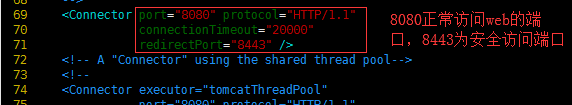 68 -->
69 <Connector port="8080" protocol="HTTP/1.1"
70 connectionTimeout="20000"
71 redirectPort="8443" />
72 <!-- A "Connector" using the shared thread pool-->
73 <!--
74 <Connector executor="tomcatThreadPool"
75 port="8080" protocol="HTTP/1.1"
8080正常访问web的端
口，8443为安全访问端口